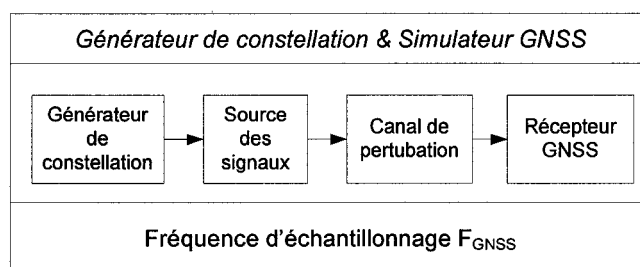 Générateur de constellation & Simulateur GNSS
Générateur
de
constellation
Source
des
signaux
Canal de
pertubation
Récepteur
GNSS
Fréquence d'échantillonnage FGNSS